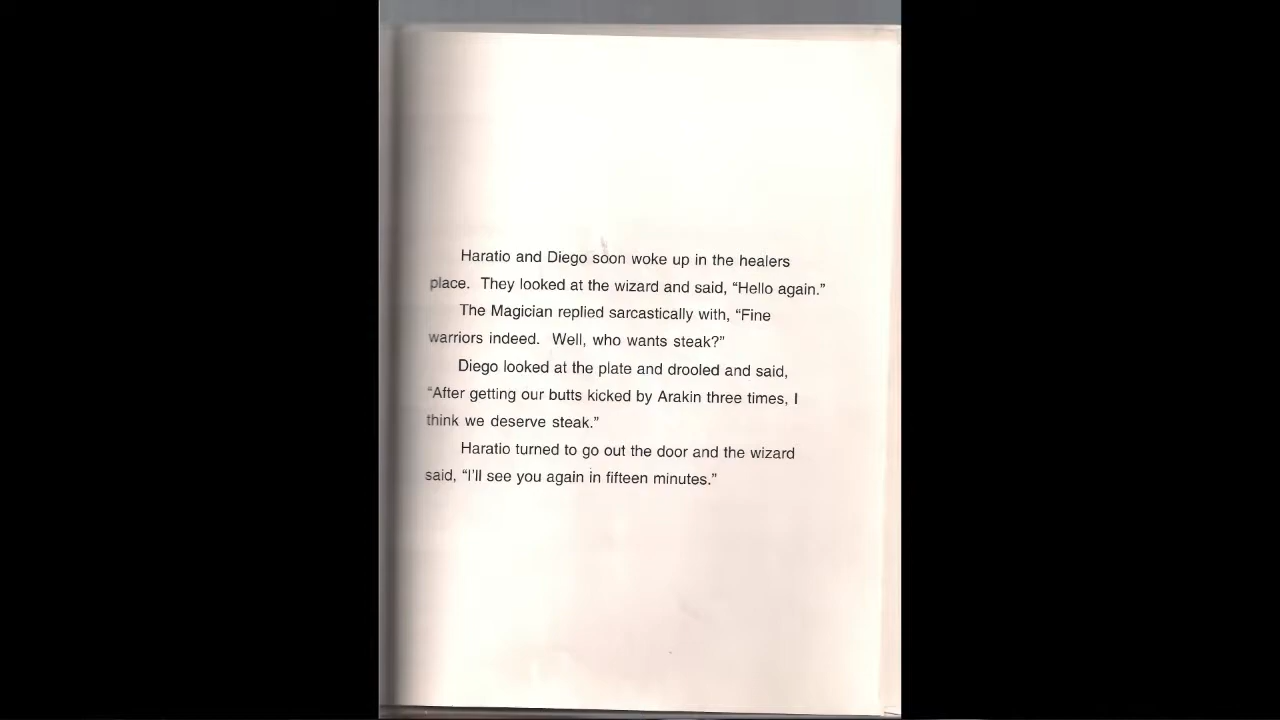 Haratio and Diego soon woke up in the healers
place.  They looked at the wizard and said, “Hello again.”
The Magician replied sarcastically with, “Fine
warriors indeed.  Well, who wants steak?”
Diego looked at the plate and drooled and said,
“After getting our butts kicked by Arakin three times, I
think we deserve steak.”
Haratio turned to go out the door and the wizard
said, “I’ll see you again in fifteen minutes.”